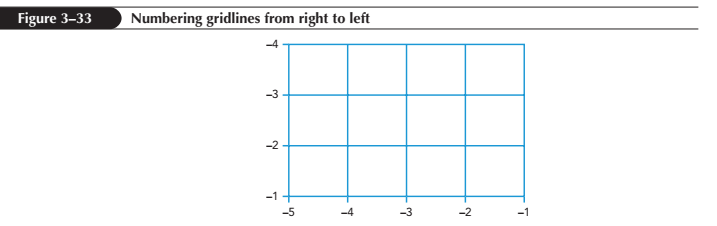 Figure 3–33 Numbering gridlines from right to left
–4
–3
–2
–1
–5 –4 –3 –2 –1